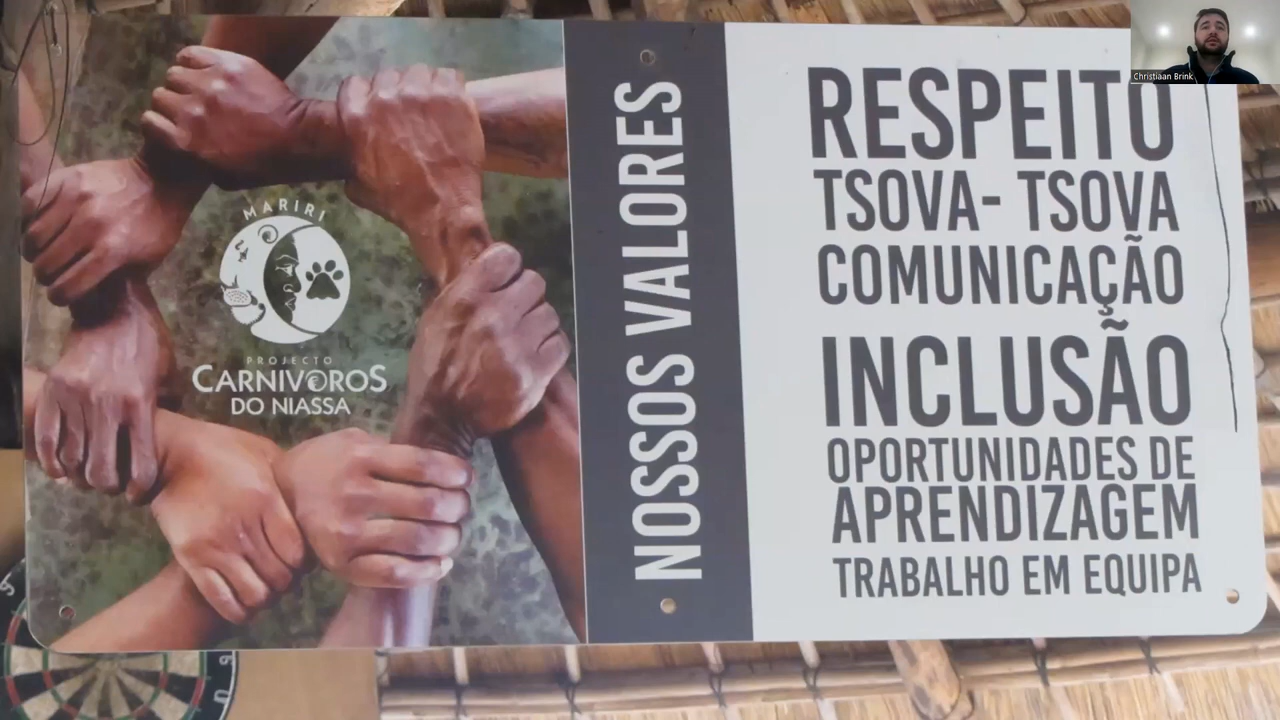 MARIRI
PROJECTO
CARNIVOROS
DO NIASSA
NOSSOS VALORES
RESPEITO
TSOVA- TSOVA
COMUNICAÇÃO
INCLUSÃO
OPORTUNIDADES DE
APRENDIZAGEM
TRABALHO EM EQUIPA
Christiaan Brink